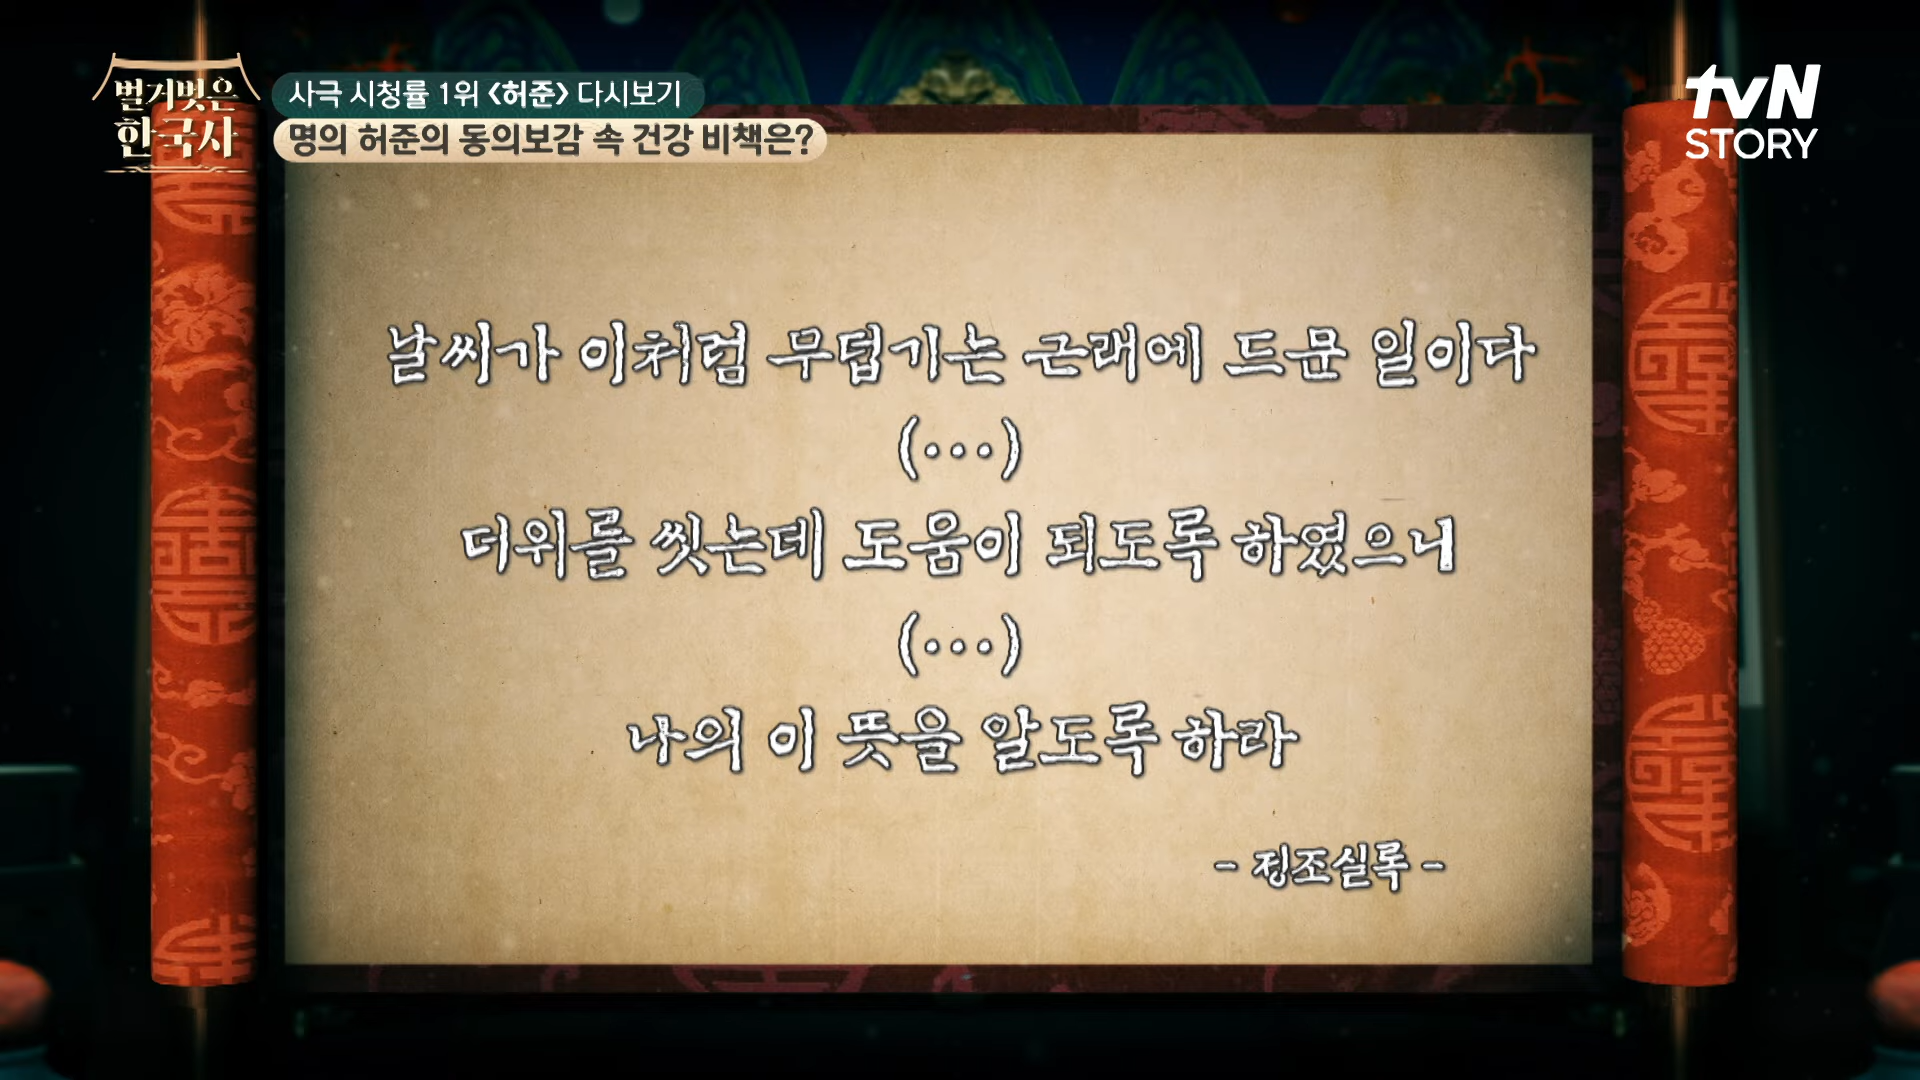 벌거벗은
한국사
사극 시청률 1위 <허준> 다시보기
명의 허준의 동의보감 속 건강 비책은?
tvN
STORY
날씨가 이처럼 무덥기는 근래에 드문 일이다
(···)
더위를 씻는데 도움이 되도록 하였으니
(···)
나의 이 뜻을 알도록 하라
- 정조실록 -